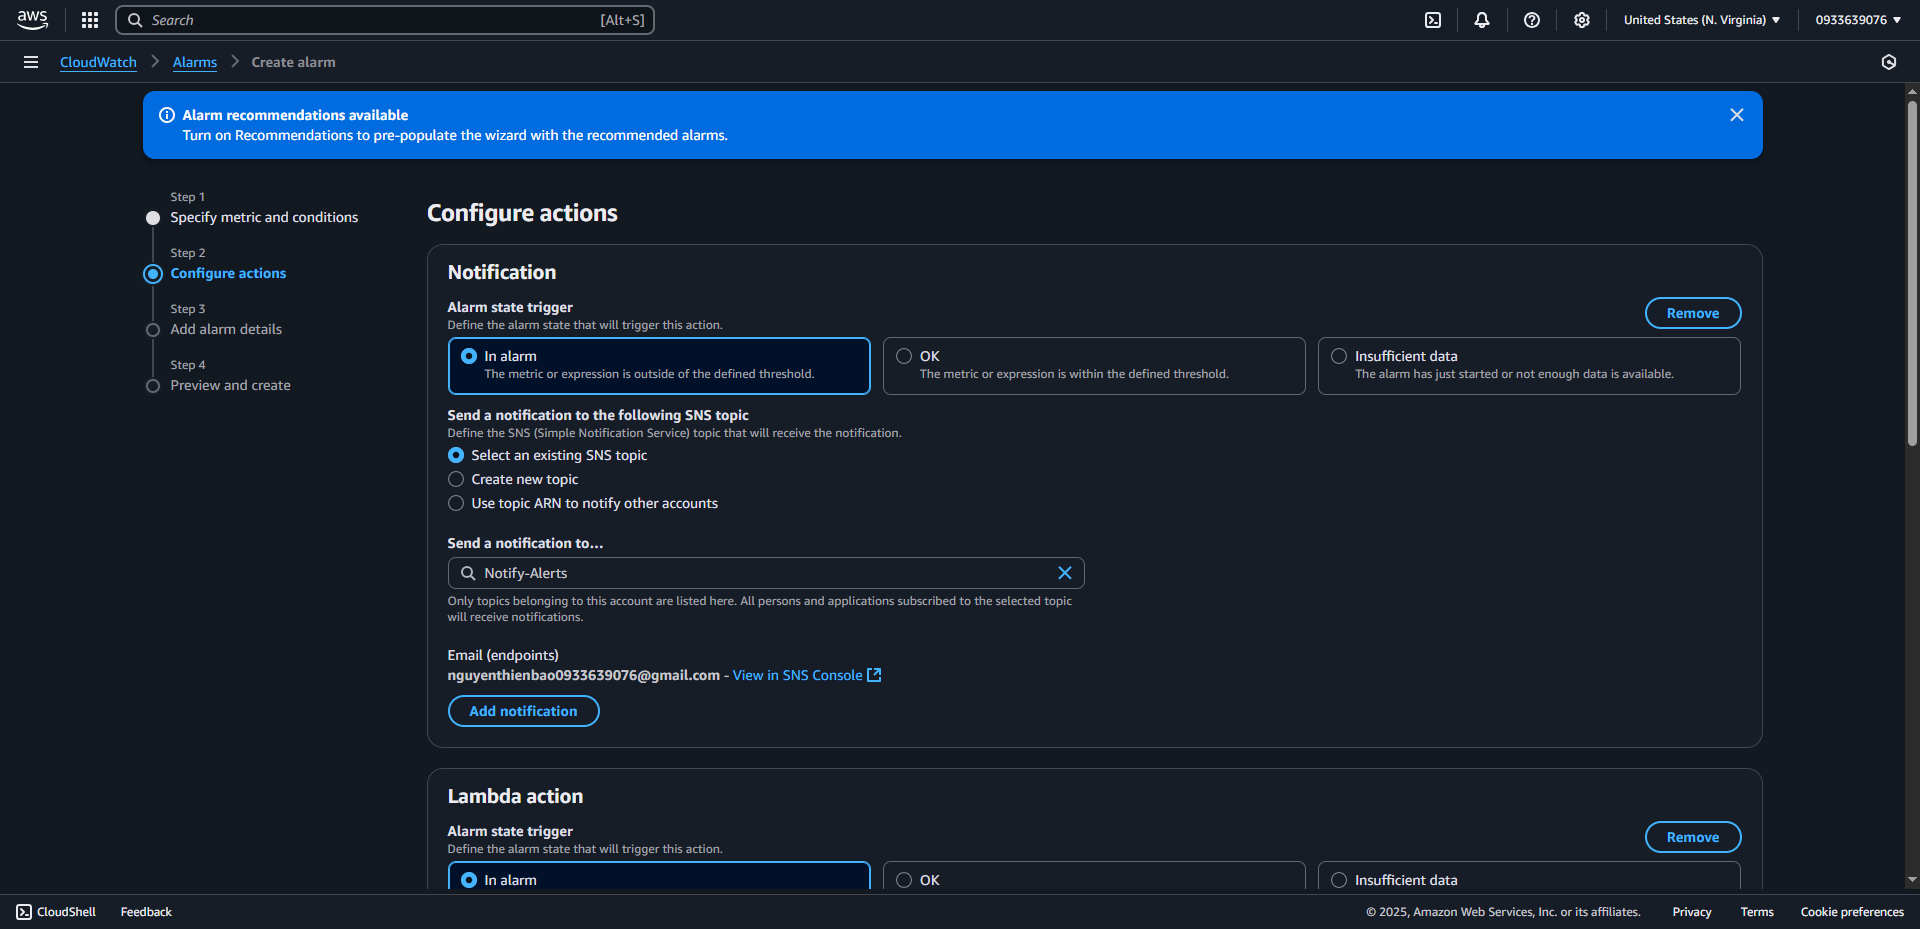 aws
Search
[Alt+S]
United States (N. Virginia)
0933639076
CloudWatch
Alarms
Create alarm
Alarm recommendations available
Turn on Recommendations to pre-populate the wizard with the recommended alarms.
Step 1
Specify metric and conditions
Step 2
Configure actions
Step 3
Add alarm details
Step 4
Preview and create
Configure actions
Notification
Alarm state trigger
Define the alarm state that will trigger this action.
Remove
In alarm
The metric or expression is outside of the defined threshold.
OK
The metric or expression is within the defined threshold.
Insufficient data
The alarm has just started or not enough data is available.
Send a notification to the following SNS topic
Define the SNS (Simple Notification Service) topic that will receive the notification.
Select an existing SNS topic
Create new topic
Use topic ARN to notify other accounts
Send a notification to...
Notify-Alerts
Only topics belonging to this account are listed here. All persons and applications subscribed to the selected topic
will receive notifications.
Email (endpoints)
nguyenthienbao0933639076@gmail.com - View in SNS Console
Add notification
Lambda action
Alarm state trigger
Define the alarm state that will trigger this action.
Remove
In alarm
OK
Insufficient data
CloudShell
Feedback
© 2025, Amazon Web Services, Inc. or its affiliates.
Privacy
Terms
Cookie preferences